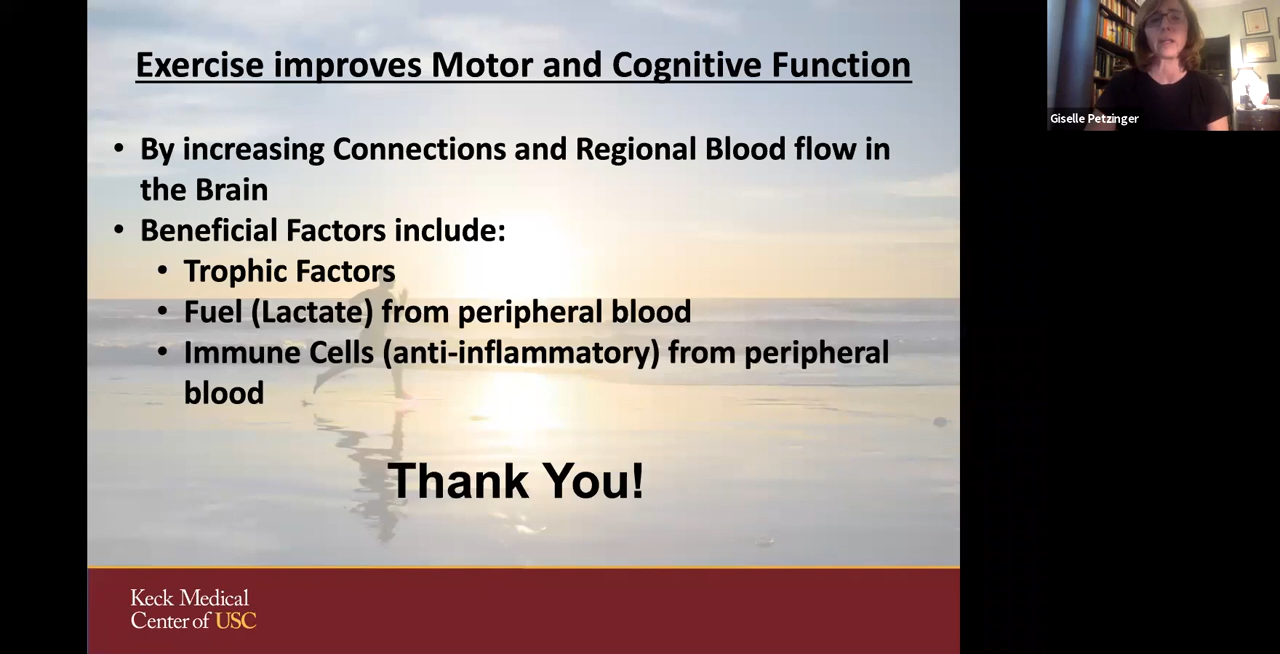 Exercise improves Motor and Cognitive Function
• By increasing Connections and Regional Blood flow in
the Brain
• Beneficial Factors include:
• Trophic Factors
• Fuel (Lactate) from peripheral blood
• Immune Cells (anti-inflammatory) from peripheral
blood
Thank You!
Keck Medical
Center of USC
Giselle Petzinger